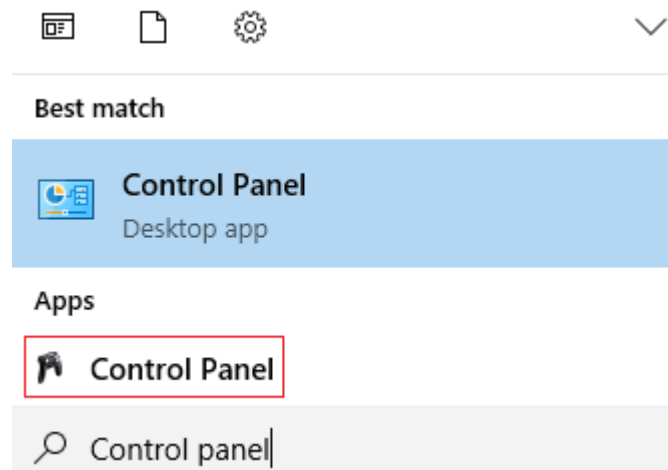 Best match
Control Panel
Desktop app
Apps
Control Panel
Control panel